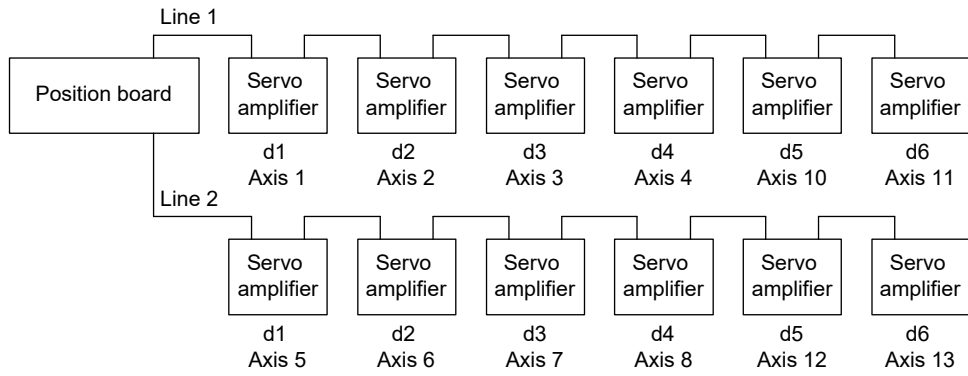 Line 1
Position board
Servo
amplifier
Servo
amplifier
Servo
amplifier
Servo
amplifier
Servo
amplifier
Servo
amplifier
d1
Axis 1
d2
Axis 2
d3
Axis 3
d4
Axis 4
d5
Axis 10
d6
Axis 11
Line 2
Servo
amplifier
Servo
amplifier
Servo
amplifier
Servo
amplifier
Servo
amplifier
Servo
amplifier
d1
Axis 5
d2
Axis 6
d3
Axis 7
d4
Axis 8
d5
Axis 12
d6
Axis 13